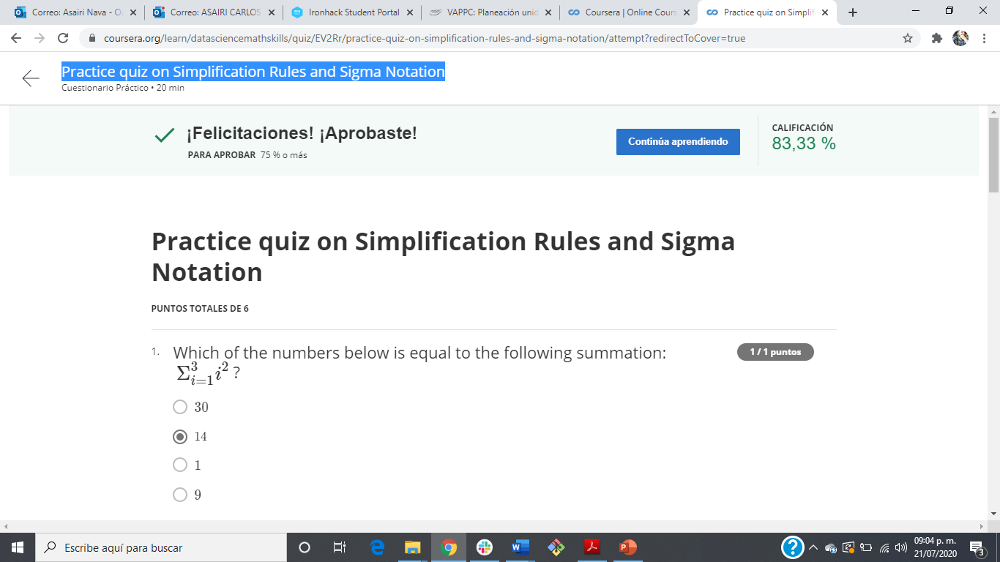 Correo: Asairi Nava - Ou
Correo: ASAIRI CARLOS
Ironhack Student Portal
VAPPC: Planeación unid
Coursera | Online Cours
Practice quiz on Simplif
coursera.org/learn/datasciencemathskills/quiz/EV2Rr/practice-quiz-on-simplification-rules-and-sigma-notation/attempt?redirectToCover=true
Practice quiz on Simplification Rules and Sigma Notation
Cuestionario Práctico • 20 min
¡Felicitaciones! ¡Aprobaste!
PARA APROBAR 75 % o más
Continúa aprendiendo
CALIFICACIÓN
83,33 %
Practice quiz on Simplification Rules and Sigma
Notation
PUNTOS TOTALES DE 6
1. Which of the numbers below is equal to the following summation:
Σ³ᵢ₌₁ i² ?
1 / 1 puntos
30
14
1
9
Escribe aquí para buscar
09:04 p. m.
21/07/2020
3